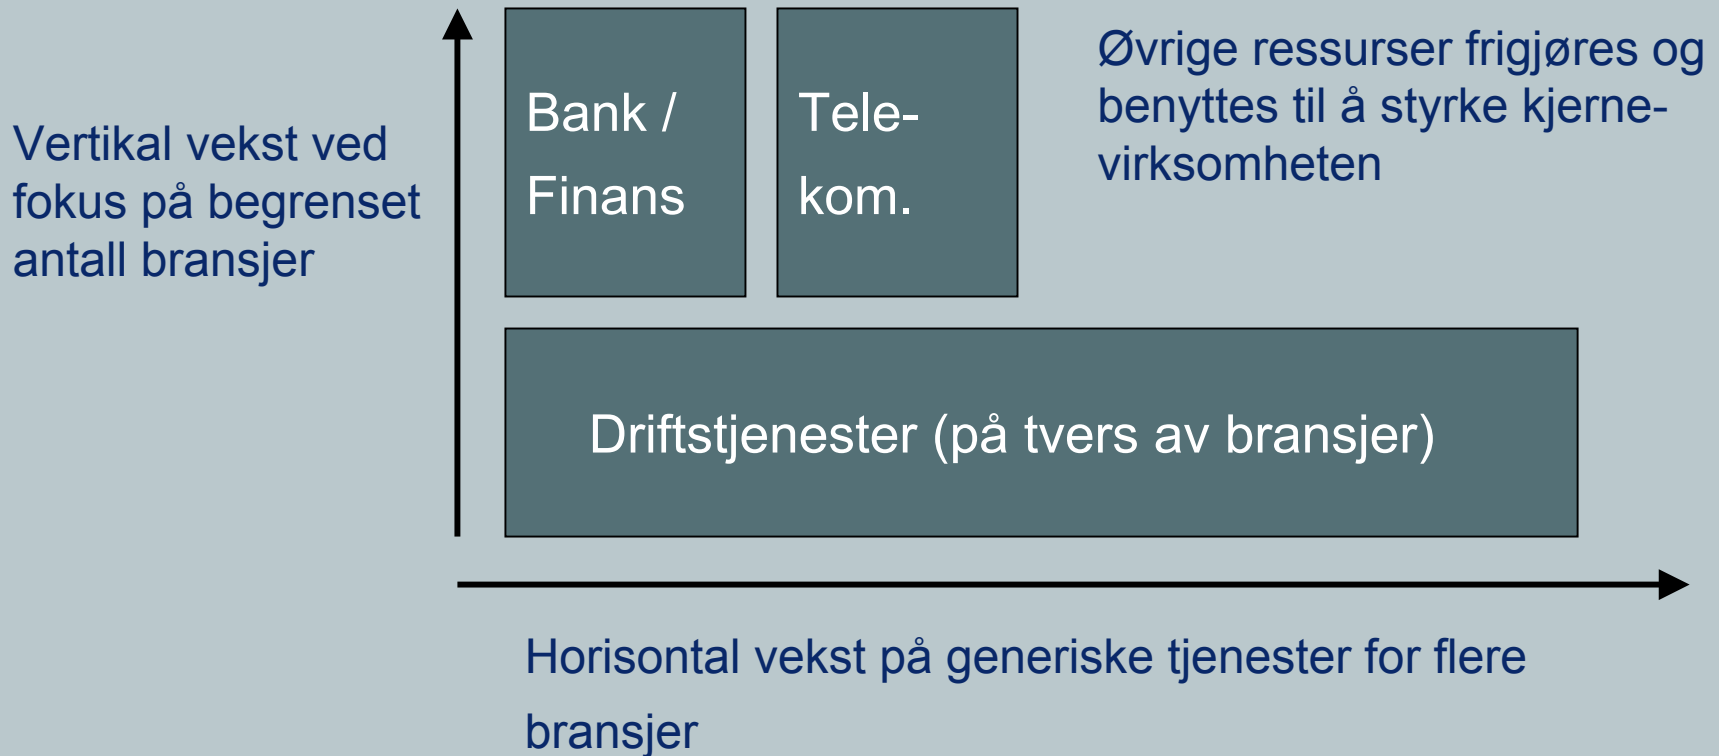 Vertikal vekst ved
fokus på begrenset
antall bransjer
Bank /
Finans
Tele-
kom.
Øvrige ressurser frigjøres og
benyttes til å styrke kjerne-
virksomheten
Driftstjenester (på tvers av bransjer)
Horisontal vekst på generiske tjenester for flere
bransjer